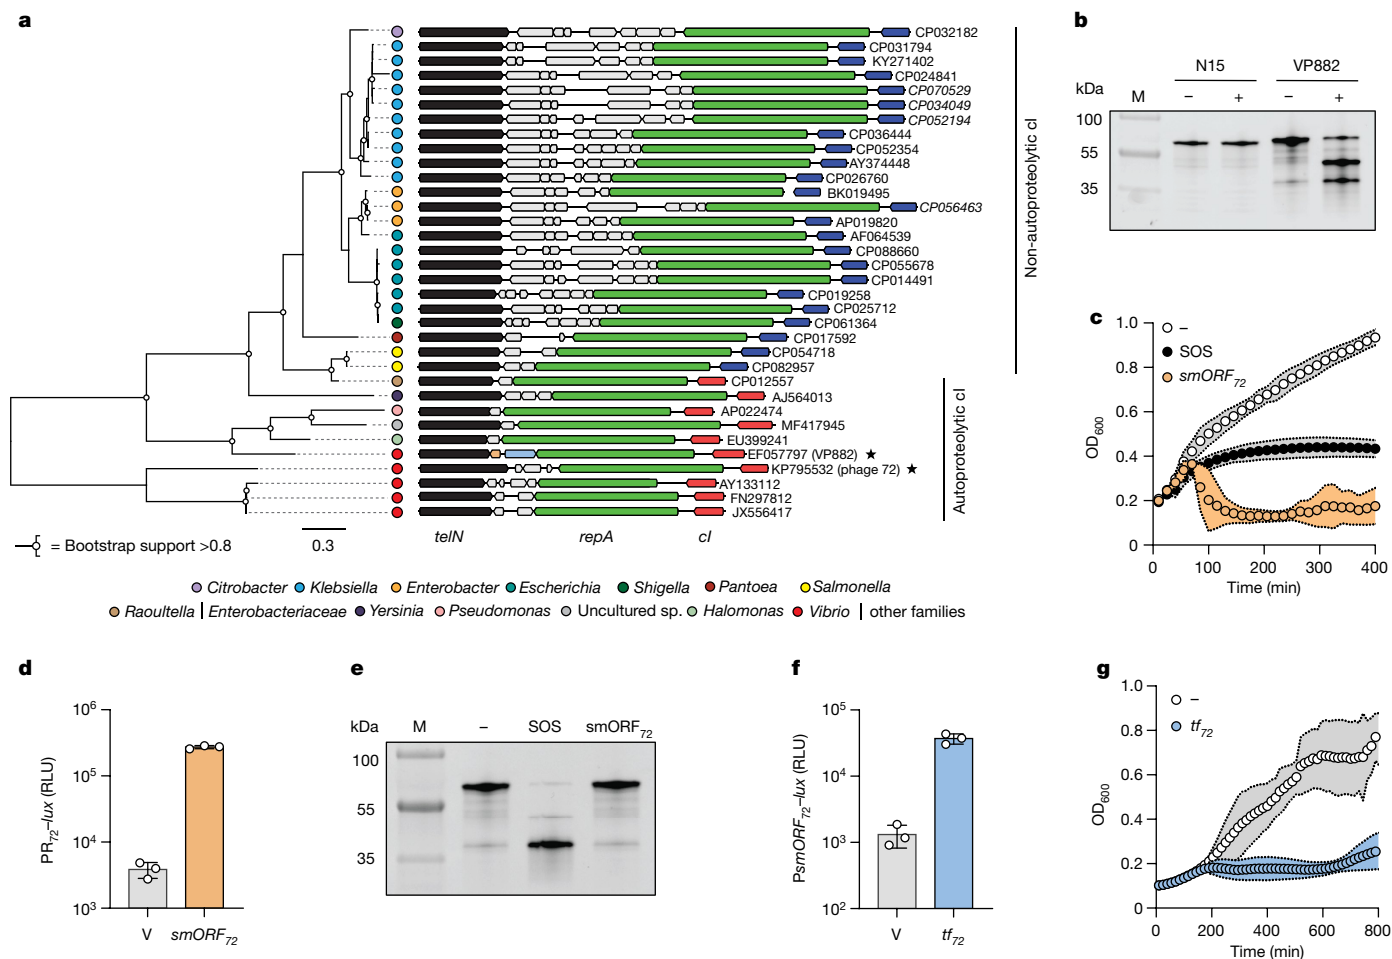 a
CP032182
CP031794
KY271402
CP024841
CP070529
CP034049
CP052194
CP036444
CP052354
AY374448
CP026760
BK019495
CP056463
AP019820
AF064539
CP088660
CP055678
CP014491
CP019258
CP025712
CP061364
CP017592
CP054718
CP082957
CP012557
AJ564013
AP022474
MF417945
EU399241
EF057797 (VP882) ★
KP795532 (phage 72) ★
AY133112
FN297812
JX556417
Non-autoproteolytic cI
Autoproteolytic cI
telN repA cI
= Bootstrap support >0.8
0.3
Citrobacter Klebsiella Enterobacter Escherichia Shigella Pantoea Salmonella
Raoultella | Enterobacteriaceae Yersinia Pseudomonas Uncultured sp. Halomonas Vibrio | other families
b
N15 VP882
kDa M – + – +
100
55
35
c
1.0
0.8
0.6
0.4
0.2
0
OD600
–
SOS
smORF72
0 100 200 300 400
Time (min)
d
10^6
10^5
10^4
10^3
PR72–lux (RLU)
V smORF72
e
kDa M – SOS smORF72
100
55
35
f
10^5
10^4
10^3
10^2
PsmORF72–lux (RLU)
V tf72
g
1.0
0.8
0.6
0.4
0.2
0
OD600
–
tf72
0 200 400 600 800
Time (min)